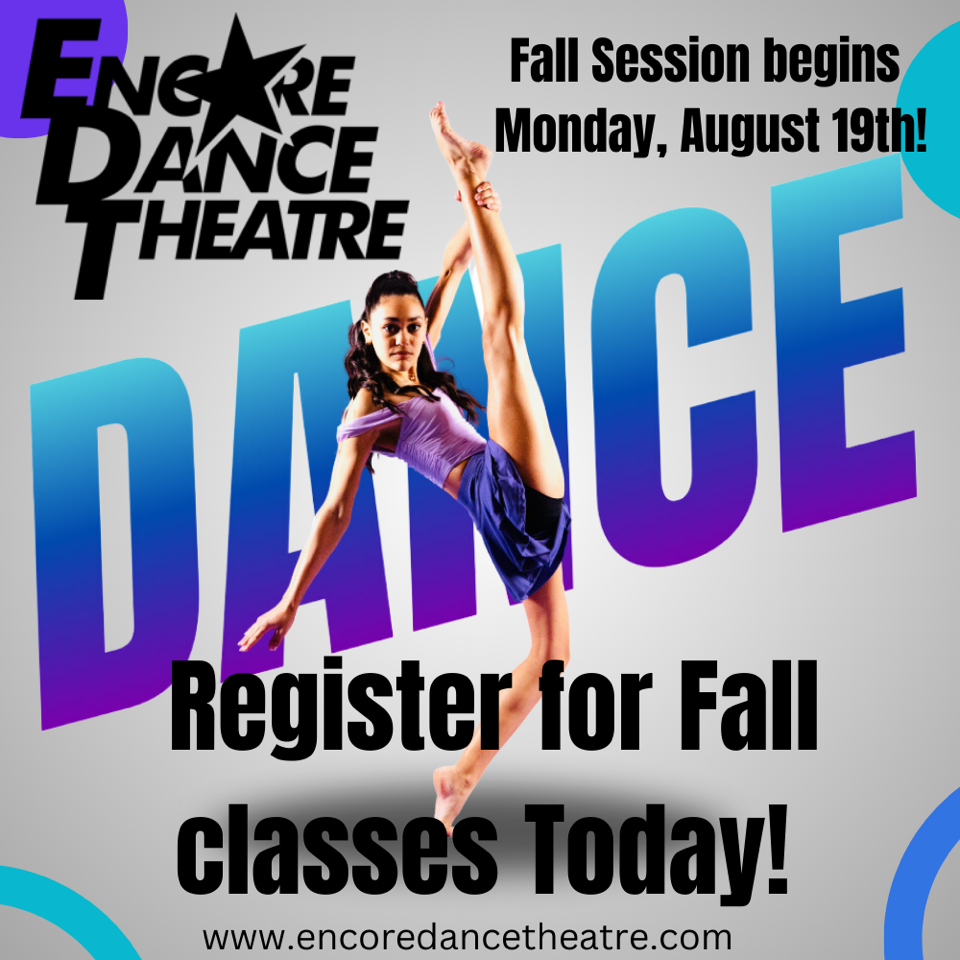 ENCORE
DANCE
THEATRE
Fall Session begins
Monday, August 19th!
DANCE
Register for Fall
classes Today!
www.encoredancetheatre.com